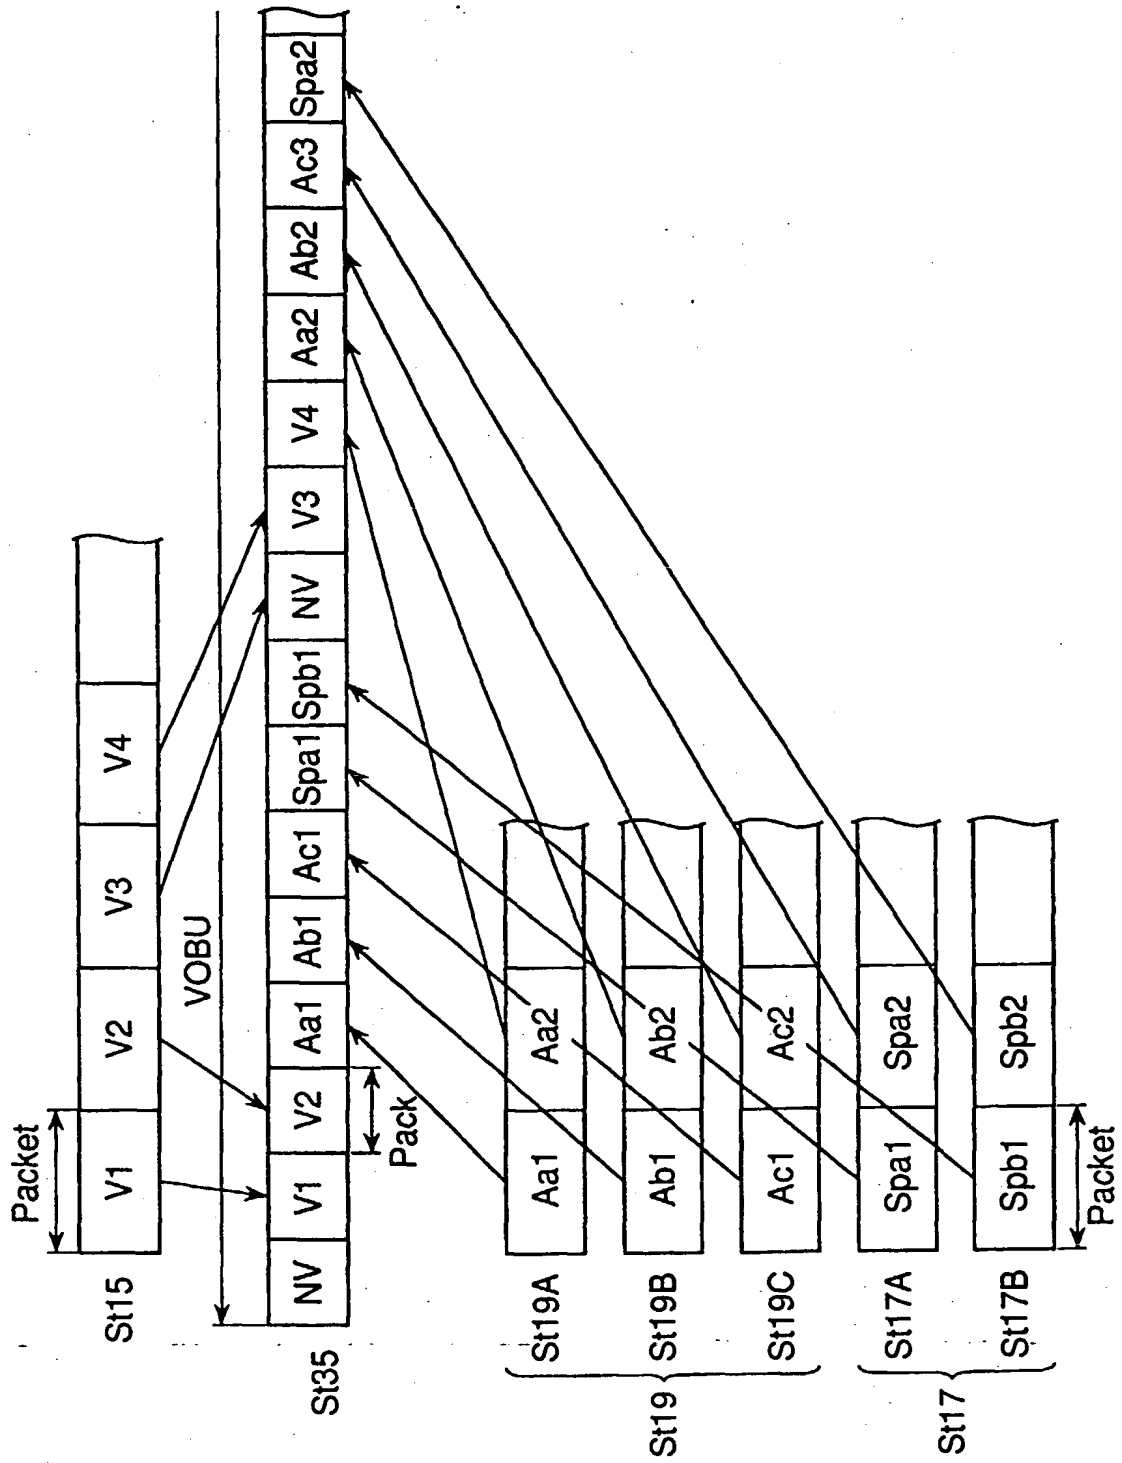 Packet
St15 V1 V2 V3 V4
VOBU
St35 NV V1 V2 Aa1 Ab1 Ac1 Spa1 Spb1 NV V3 V4 Aa2 Ab2 Ac3 Spa2
Pack
St19
St19A Aa1 Aa2
St19B Ab1 Ab2
St19C Ac1 Ac2
St17
St17A Spa1 Spa2
St17B Spb1 Spb2
Packet